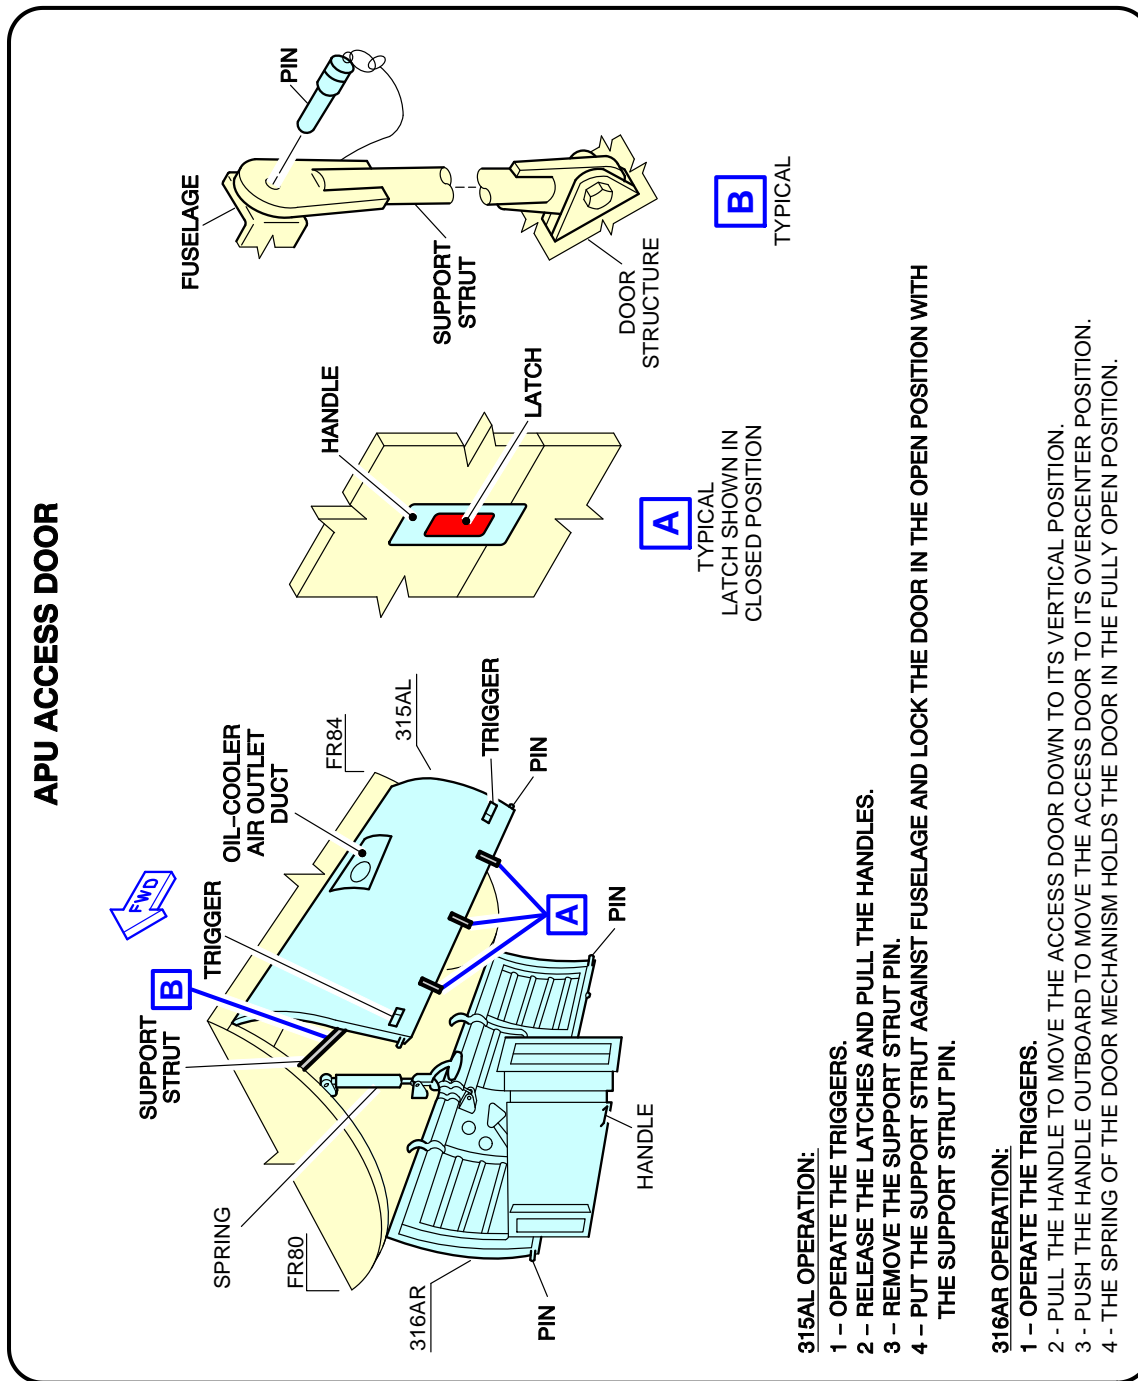 APU ACCESS DOOR
FWD
B
SUPPORT
STRUT
TRIGGER
OIL–COOLER
AIR OUTLET
DUCT
FR84
315AL
SPRING
FR80
316AR
TRIGGER
PIN
A
PIN
HANDLE
PIN
HANDLE
LATCH
A
TYPICAL
LATCH SHOWN IN
CLOSED POSITION
FUSELAGE
PIN
SUPPORT
STRUT
DOOR
STRUCTURE
B
TYPICAL
315AL OPERATION:
1 – OPERATE THE TRIGGERS.
2 – RELEASE THE LATCHES AND PULL THE HANDLES.
3 – REMOVE THE SUPPORT STRUT PIN.
4 – PUT THE SUPPORT STRUT AGAINST FUSELAGE AND LOCK THE DOOR IN THE OPEN POSITION WITH
THE SUPPORT STRUT PIN.
316AR OPERATION:
1 – OPERATE THE TRIGGERS.
2 - PULL THE HANDLE TO MOVE THE ACCESS DOOR DOWN TO ITS VERTICAL POSITION.
3 - PUSH THE HANDLE OUTBOARD TO MOVE THE ACCESS DOOR TO ITS OVERCENTER POSITION.
4 - THE SPRING OF THE DOOR MECHANISM HOLDS THE DOOR IN THE FULLY OPEN POSITION.